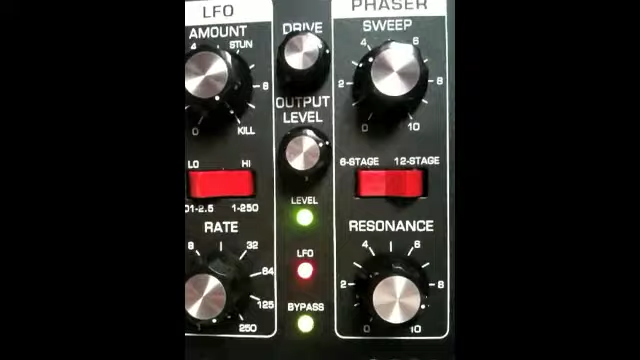 LFO
AMOUNT
4 STUN
8
0 KILL
LO HI
01-2.5 1-250
RATE
8 32
64
125
250
DRIVE
OUTPUT
LEVEL
LEVEL
LFO
BYPASS
PHASER
SWEEP
4 6
2 8
0 10
6-STAGE 12-STAGE
RESONANCE
4 6
2 8
0 10